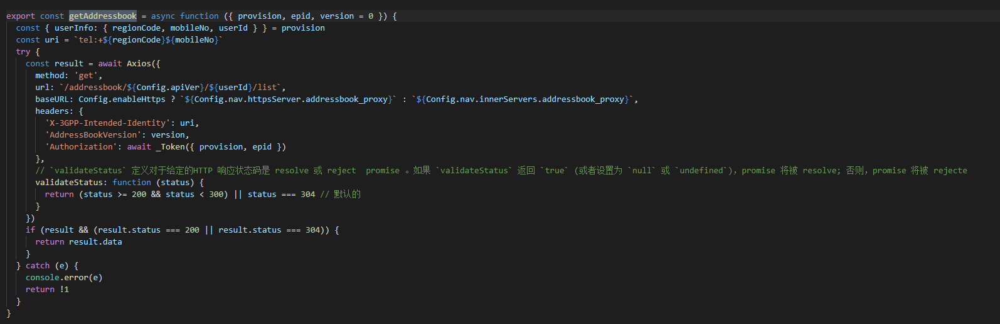 export const getAddressbook = async function ({ provision, epid, version = 0 }) {
  const { userInfo: { regionCode, mobileNo, userId } } = provision
  const uri = `tel:+${regionCode}${mobileNo}`
  try {
    const result = await Axios({
      method: 'get',
      url: `/addressbook/${Config.apiVer}/${userId}/list`,
      baseURL: Config.enableHttps ? `${Config.nav.httpsServer.addressbook_proxy}` : `${Config.nav.innerServers.addressbook_proxy}`,
      headers: {
        'X-3GPP-Intended-Identity': uri,
        'AddressBookVersion': version,
        'Authorization': await _Token({ provision, epid })
      },
      // `validateStatus` 定义对于给定的HTTP 响应状态码是 resolve 或 reject  promise 。如果 `validateStatus` 返回 `true` (或者设置为 `null` 或 `undefined`)，promise 将被 resolve; 否则，promise 将被 rejecte
      validateStatus: function (status) {
        return (status >= 200 && status < 300) || status === 304 // 默认的
      }
    })
    if (result && (result.status === 200 || result.status === 304)) {
      return result.data
    }
  } catch (e) {
    console.error(e)
    return !1
  }
}